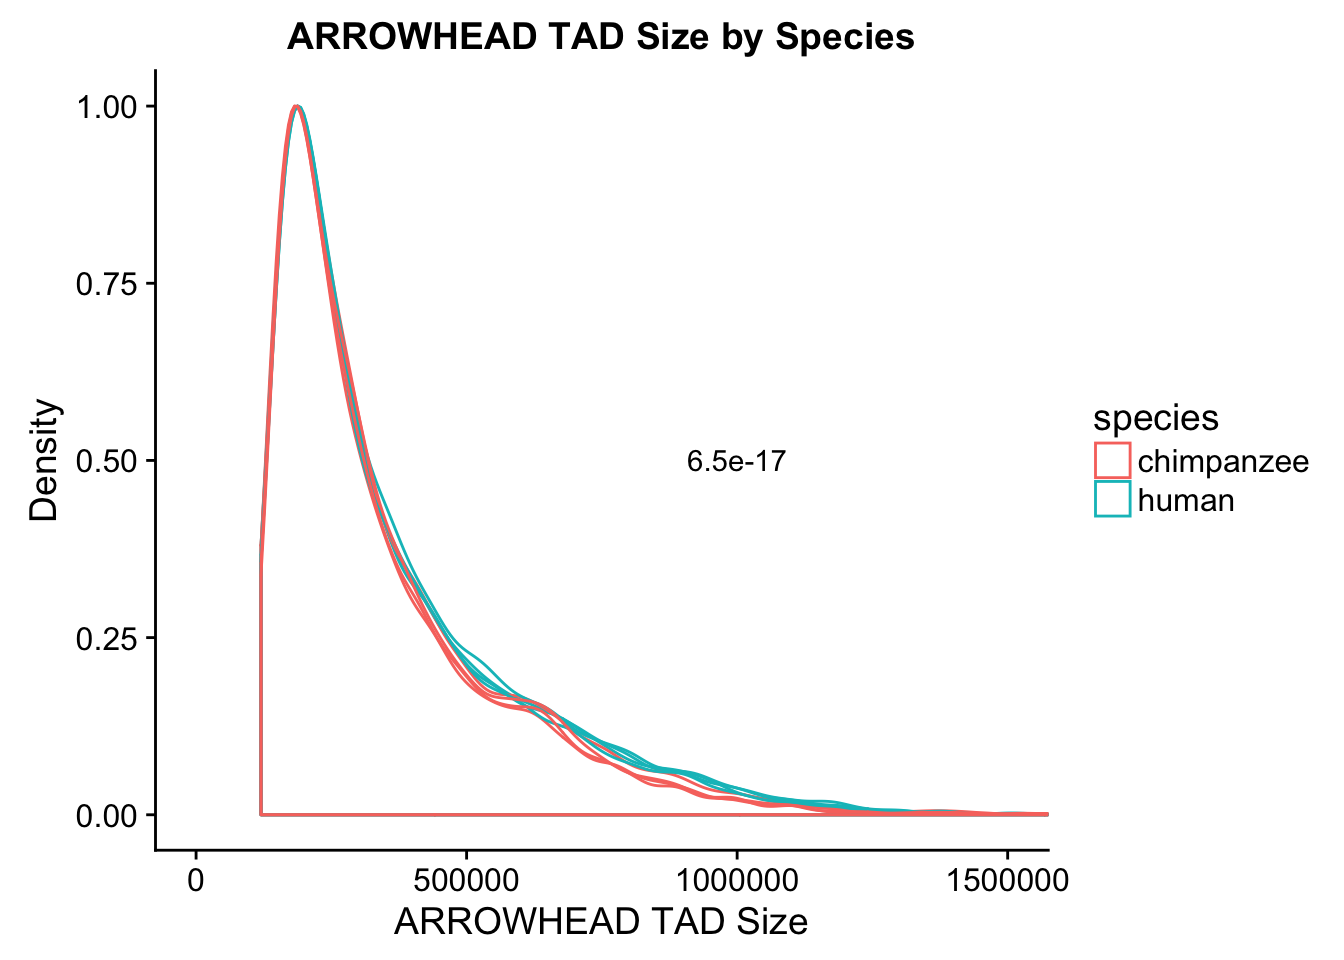 ARROWHEAD TAD Size by Species
1.00
0.75
0.50
0.25
0.00
Density
6.5e-17
species
chimpanzee
human
0 500000 1000000 1500000
ARROWHEAD TAD Size